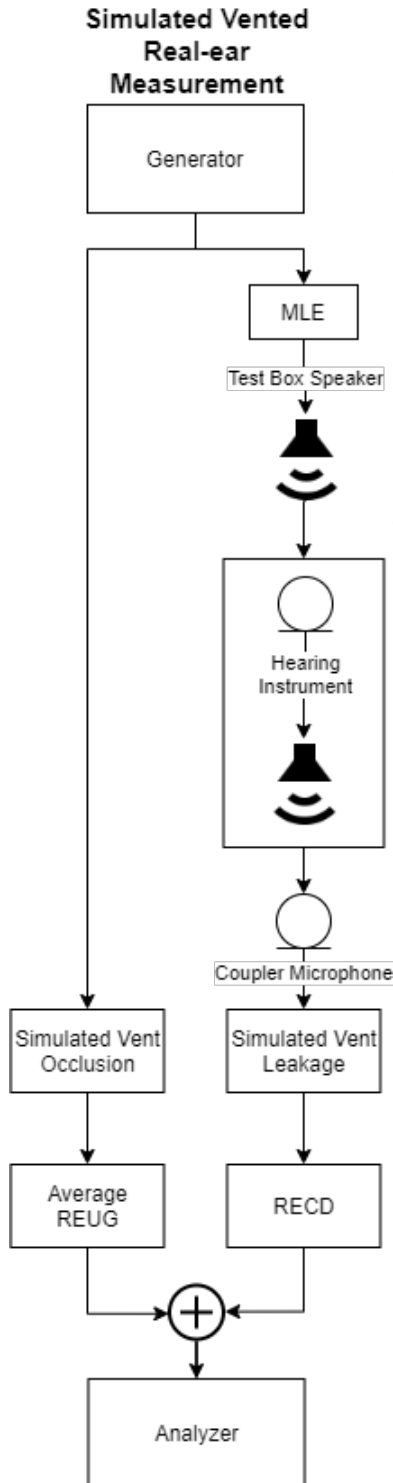 Simulated Vented
Real-ear
Measurement
Generator
MLE
Test Box Speaker
Hearing
Instrument
Coupler Microphone
Simulated Vent
Occlusion
Simulated Vent
Leakage
Average
REUG
RECD
Analyzer